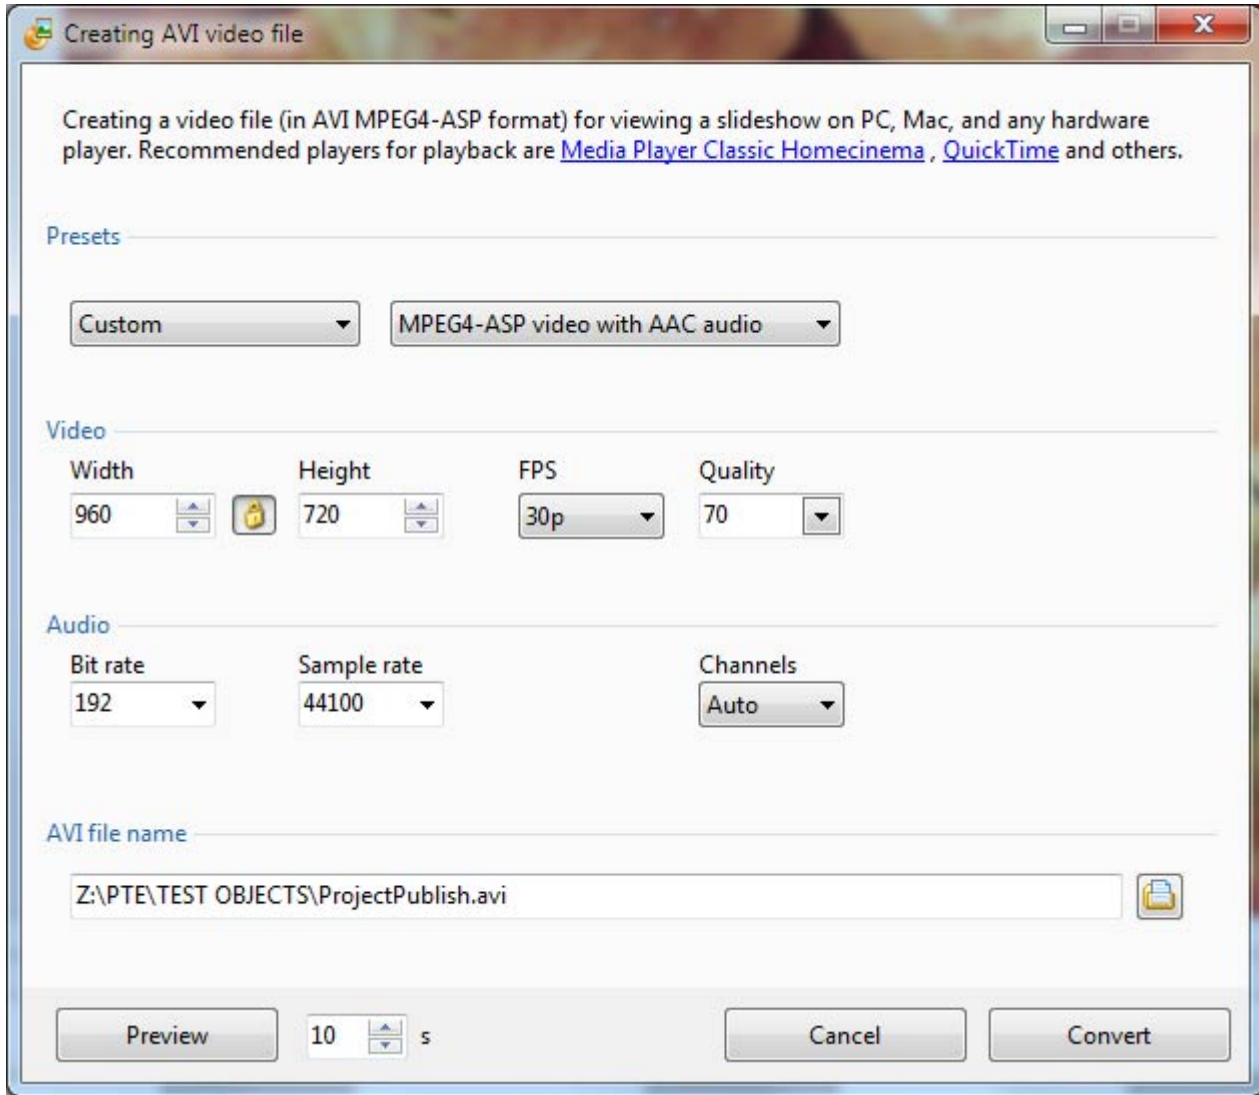 Creating AVI video file
Creating a video file (in AVI MPEG4-ASP format) for viewing a slideshow on PC, Mac, and any hardware
player. Recommended players for playback are Media Player Classic Homecinema , QuickTime and others.
Presets
Custom MPEG4-ASP video with AAC audio
Video
Width Height FPS Quality
960 720 30p 70
Audio
Bit rate Sample rate Channels
192 44100 Auto
AVI file name
Z:\PTE\TEST OBJECTS\ProjectPublish.avi
Preview 10 s Cancel Convert